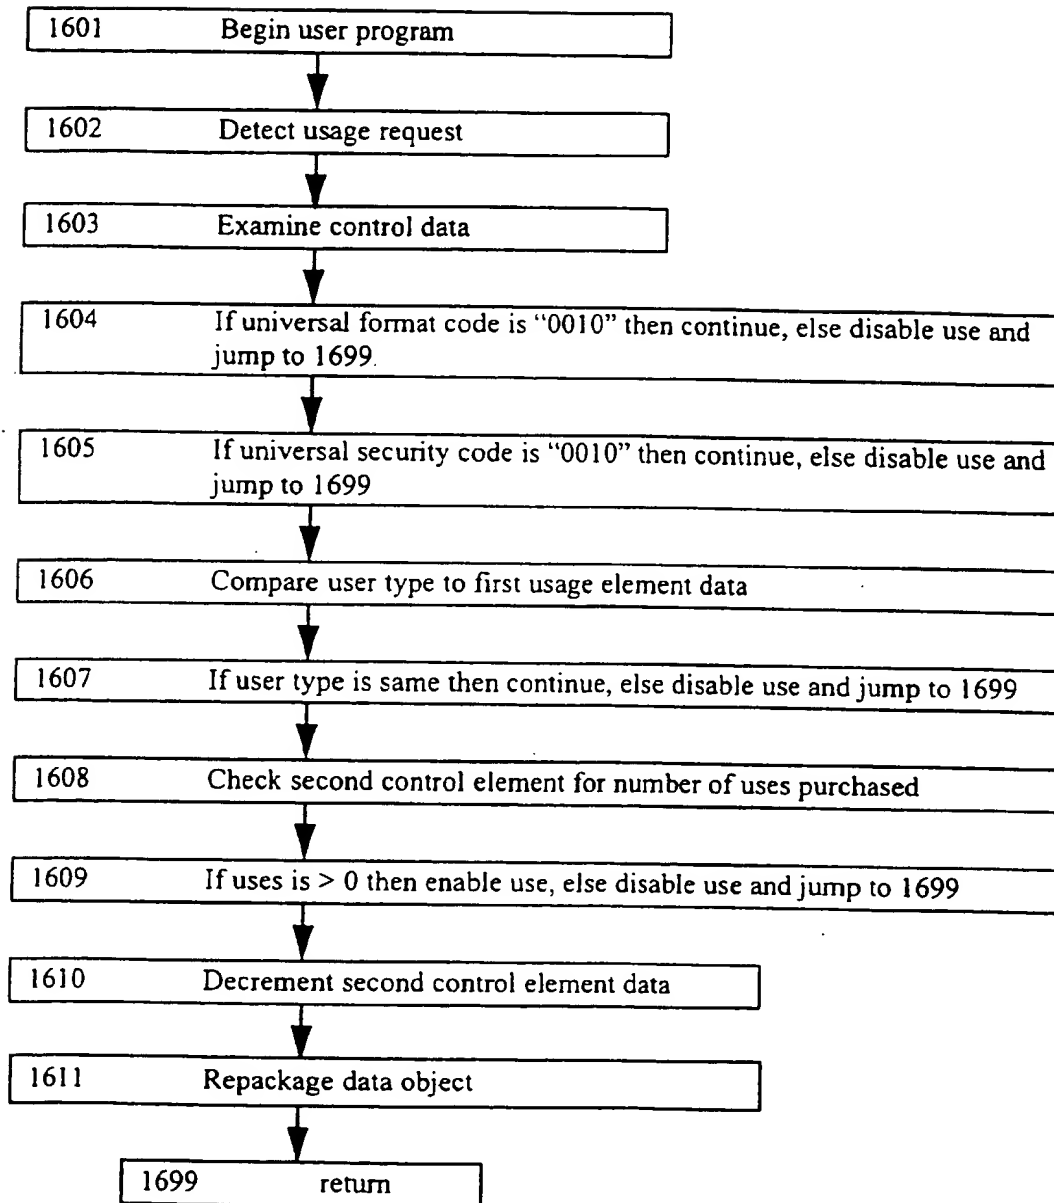 1601 Begin user program
1602 Detect usage request
1603 Examine control data
1604 If universal format code is “0010” then continue, else disable use and
jump to 1699.
1605 If universal security code is “0010” then continue, else disable use and
jump to 1699
1606 Compare user type to first usage element data
1607 If user type is same then continue, else disable use and jump to 1699
1608 Check second control element for number of uses purchased
1609 If uses is > 0 then enable use, else disable use and jump to 1699
1610 Decrement second control element data
1611 Repackage data object
1699 return